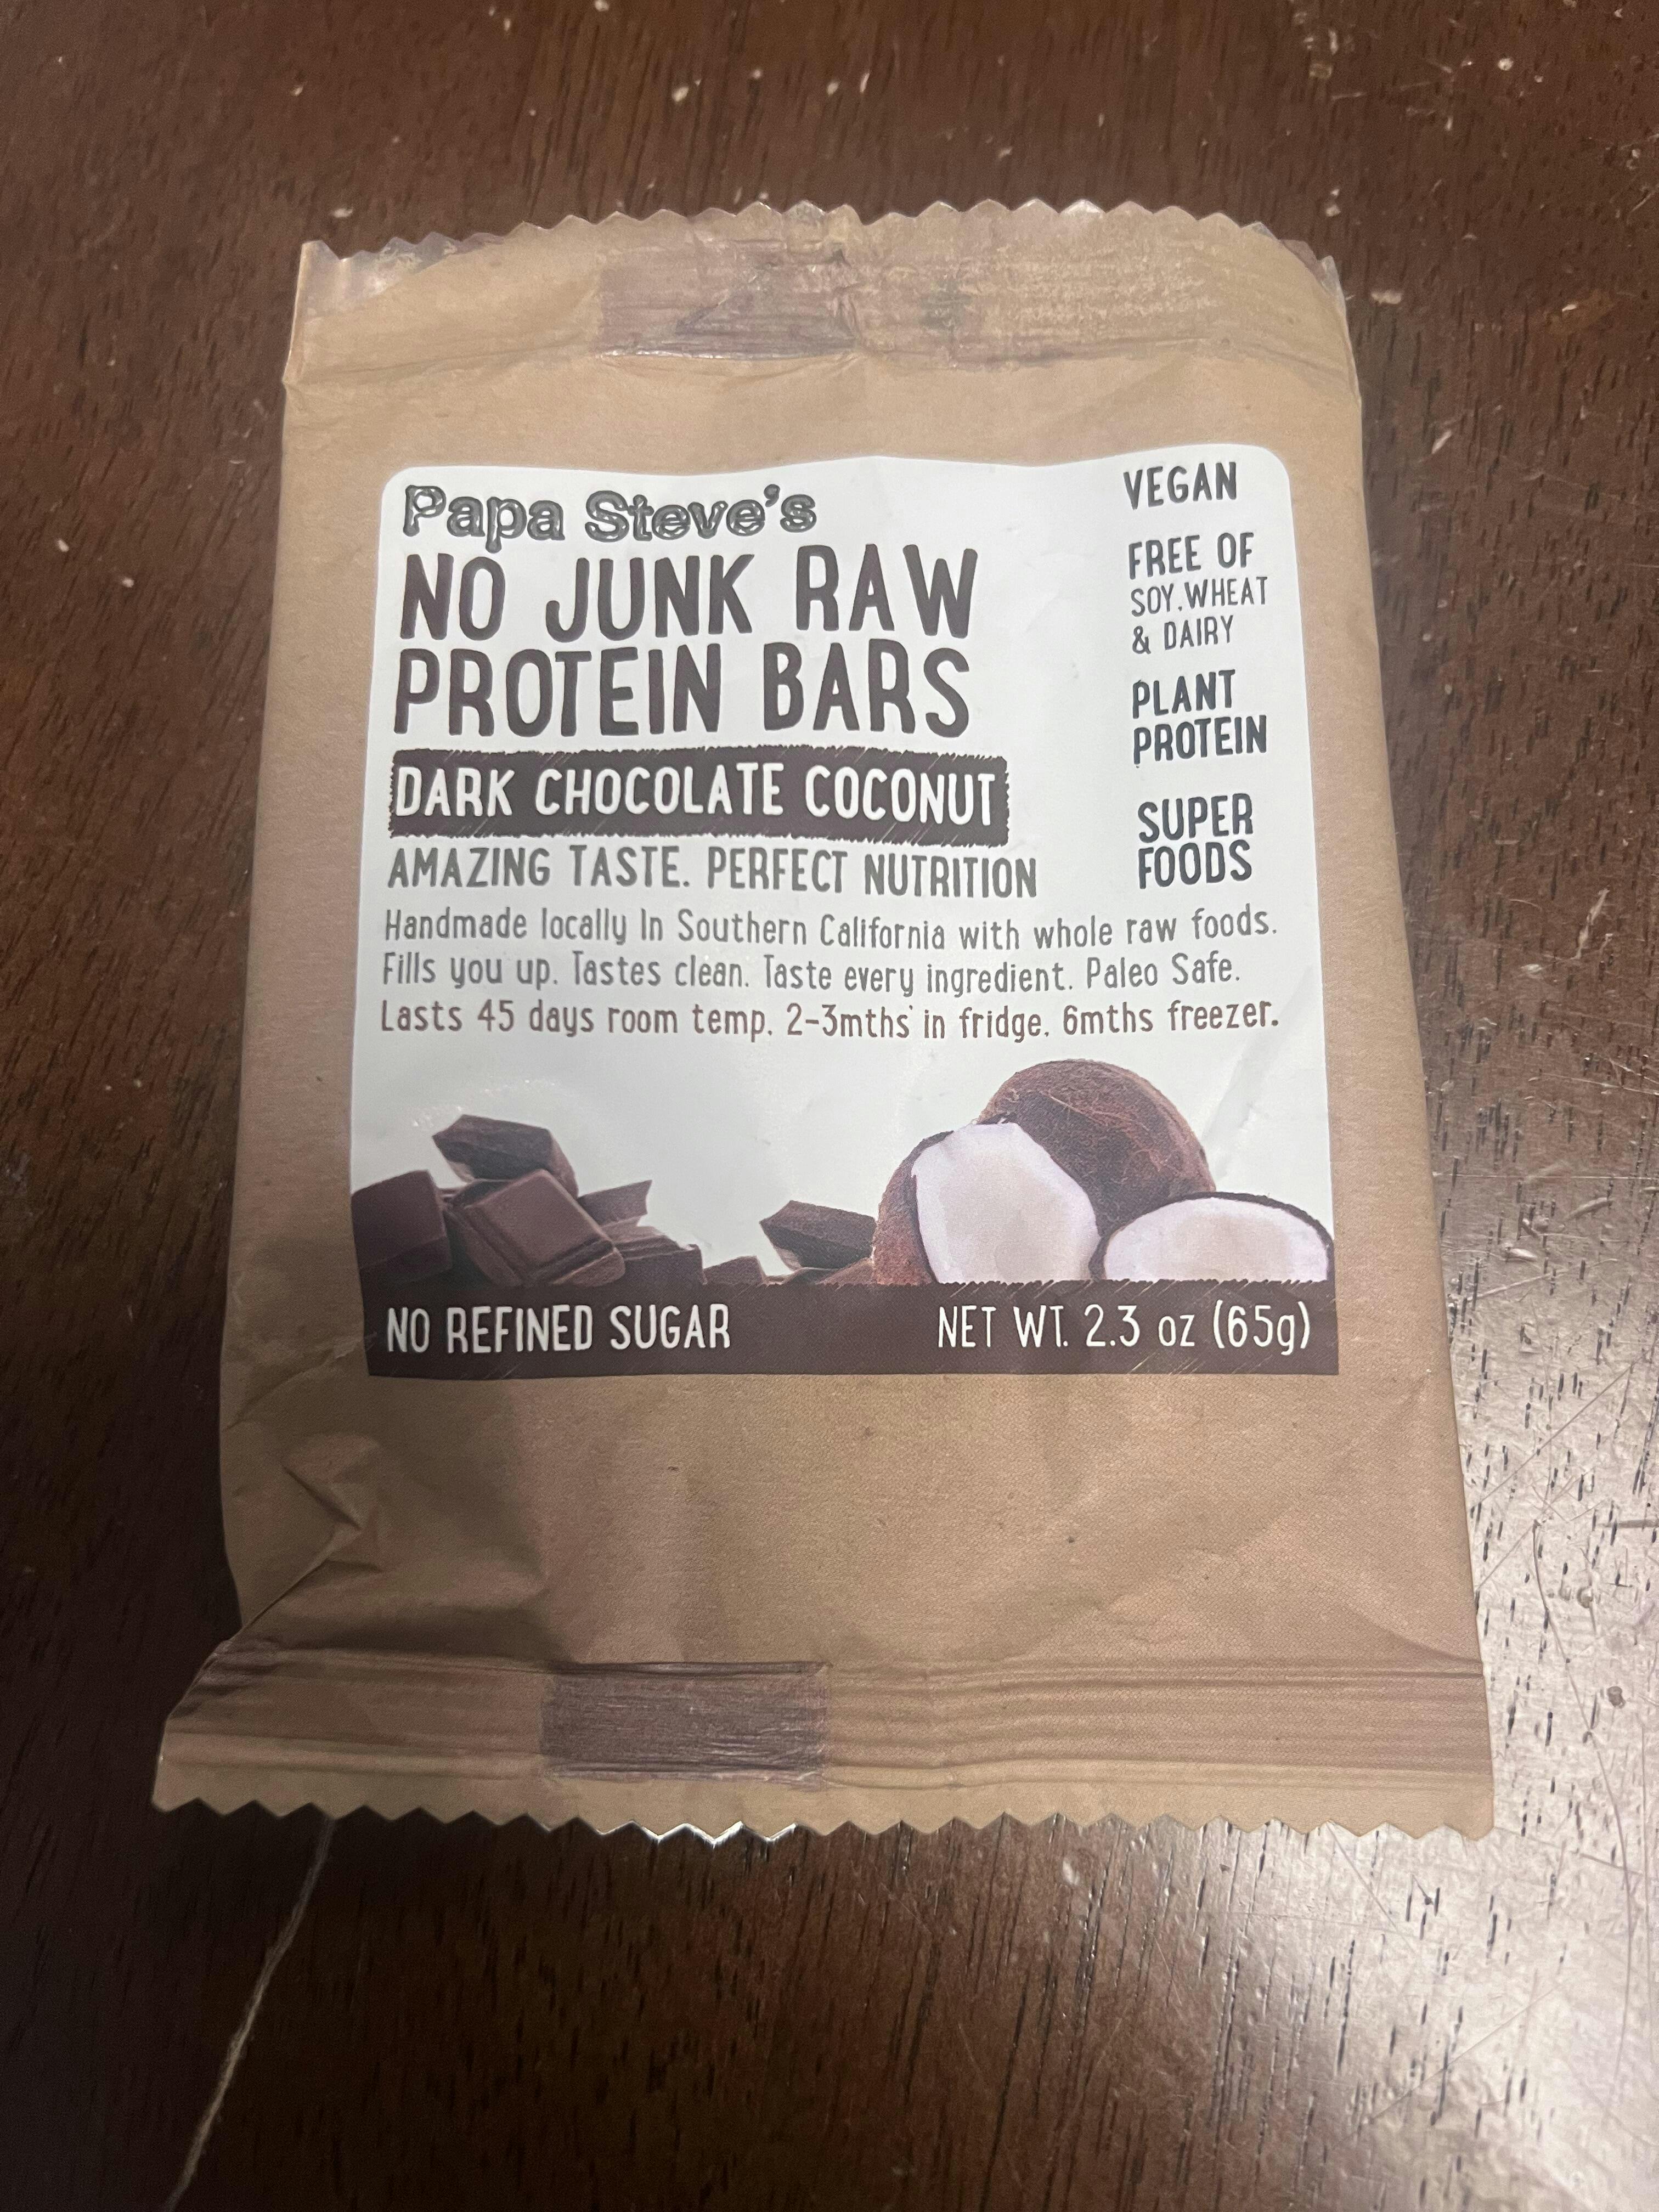 Papa Steve's
NO JUNK RAW
PROTEIN BARS
DARK CHOCOLATE COCONUT
AMAZING TASTE. PERFECT NUTRITION
Handmade locally In Southern California with whole raw foods.
Fills you up. Tastes clean. Taste every ingredient. Paleo Safe.
Lasts 45 days room temp. 2-3mths' in fridge. 6mths freezer.
VEGAN
FREE OF
SOY.WHEAT
& DAIRY
PLANT
PROTEIN
SUPER
FOODS
NO REFINED SUGAR
NET WT. 2.3 oz (65g)